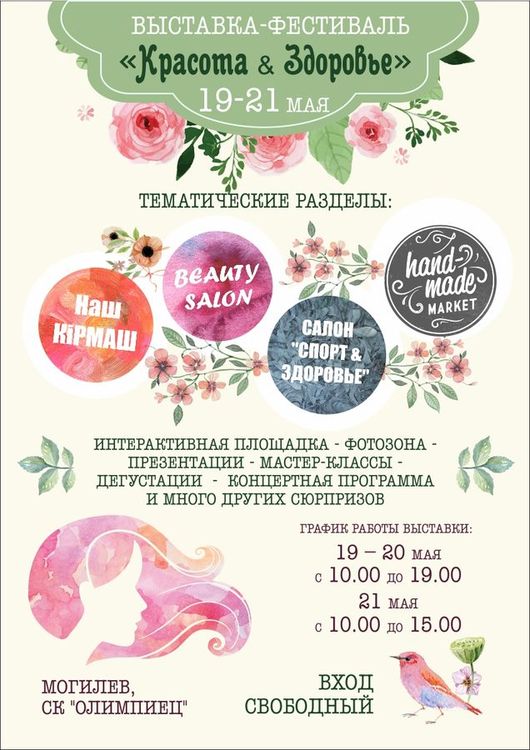 ВЫСТАВКА-ФЕСТИВАЛЬ
«Красота & Здоровье»
19-21 МАЯ
ТЕМАТИЧЕСКИЕ РАЗДЕЛЫ:
Наш
КiРМАШ
BEAUTY
SALON
САЛОН
"СПОРТ &
ЗДОРОВЬЕ"
hand-
made
MARKET
ИНТЕРАКТИВНАЯ ПЛОЩАДКА - ФОТОЗОНА -
ПРЕЗЕНТАЦИИ - МАСТЕР-КЛАССЫ -
ДЕГУСТАЦИИ - КОНЦЕРТНАЯ ПРОГРАММА
И МНОГО ДРУГИХ СЮРПРИЗОВ
ГРАФИК РАБОТЫ ВЫСТАВКИ:
19 – 20 МАЯ
С 10.00 ДО 19.00
21 МАЯ
С 10.00 ДО 15.00
МОГИЛЕВ,
СК "ОЛИМПИЕЦ"
ВХОД
СВОБОДНЫЙ